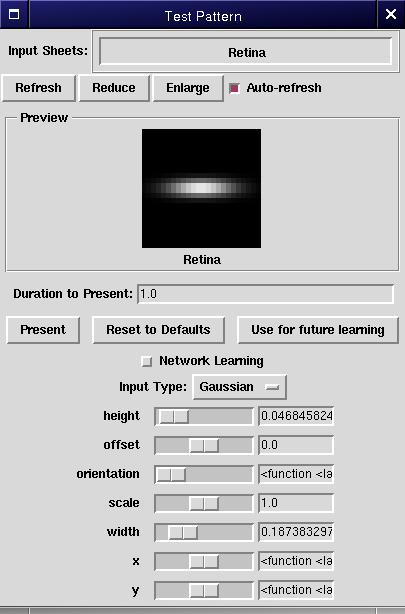 Test Pattern
Input Sheets: Retina
Refresh Reduce Enlarge Auto-refresh
Preview
Retina
Duration to Present: 1.0
Present Reset to Defaults Use for future learning
Network Learning
Input Type: Gaussian
height 0.046845824
offset 0.0
orientation <function <la
scale 1.0
width 0.187383297
x <function <la
y <function <la